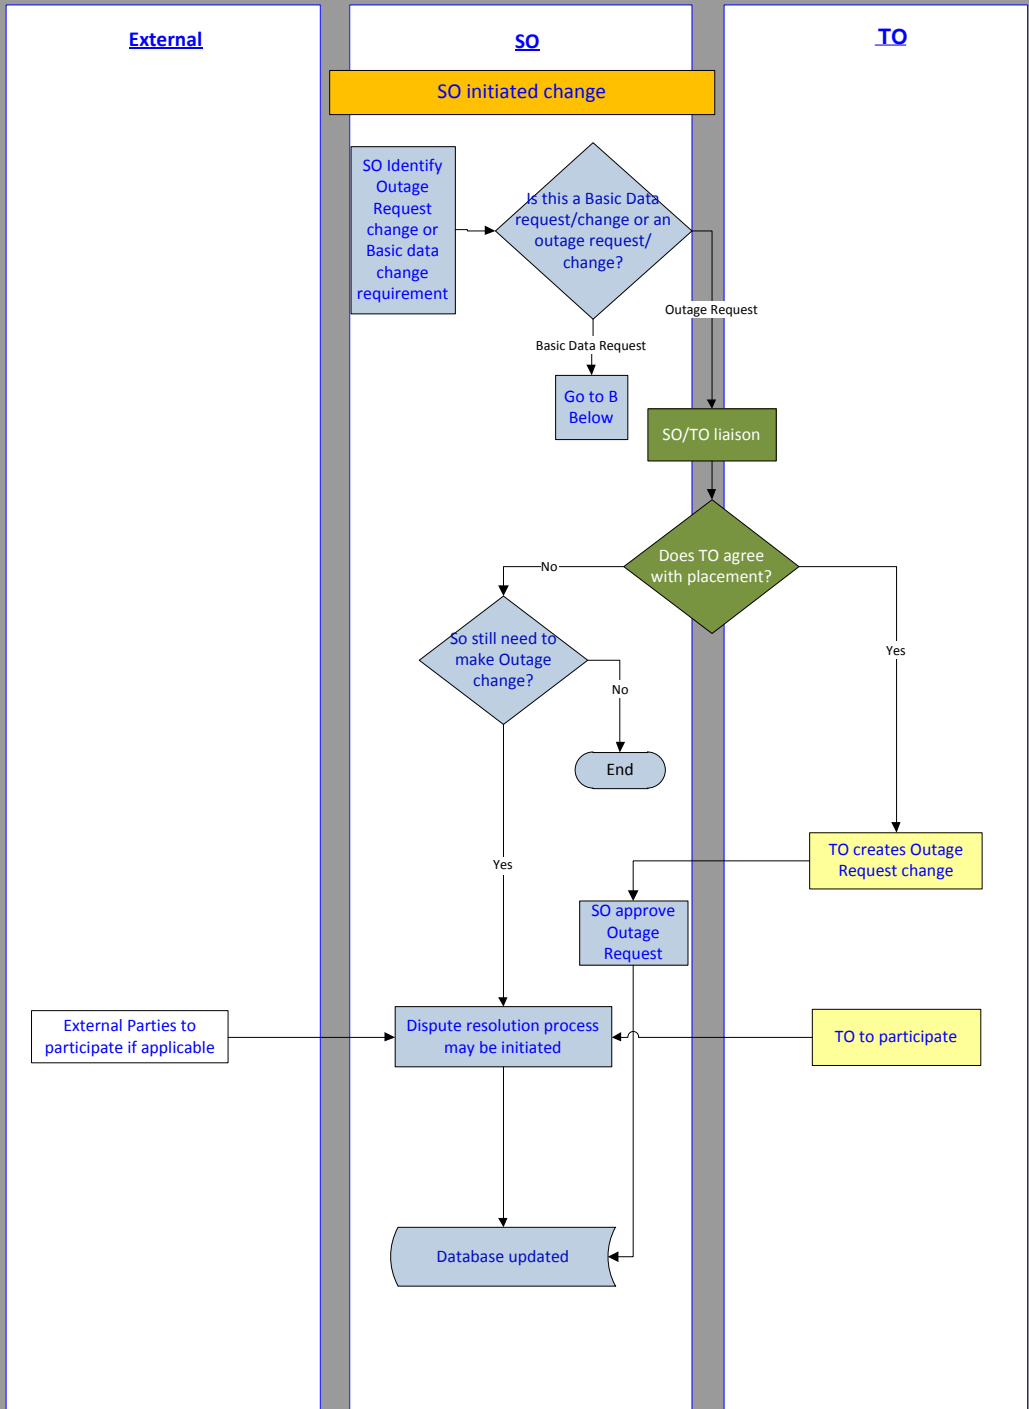 External
SO
TO
SO initiated change
SO Identify
Outage
Request
change or
Basic data
change
requirement
Is this a Basic Data
request/change or an
outage request/
change?
Outage Request
Basic Data Request
Go to B
Below
SO/TO liaison
Does TO agree
with placement?
No
Yes
So still need to
make Outage
change?
No
End
Yes
TO creates Outage
Request change
SO approve
Outage
Request
External Parties to
participate if applicable
Dispute resolution process
may be initiated
TO to participate
Database updated